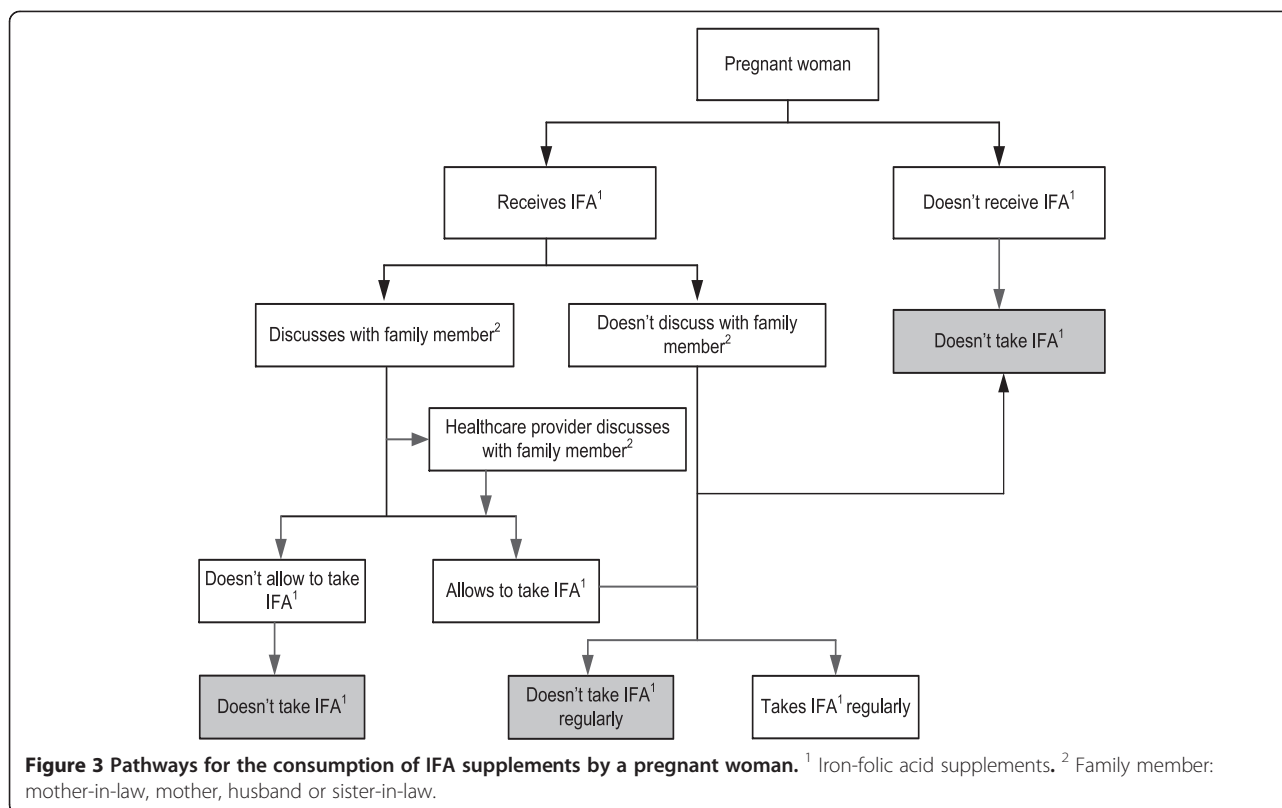 Pregnant woman
Receives IFA¹
Doesn't receive IFA¹
Discusses with family member²
Doesn't discuss with family
member²
Doesn't take IFA¹
Healthcare provider discusses
with family member²
Doesn't allow to take
IFA¹
Allows to take IFA¹
Doesn't take IFA¹
Doesn't take IFA¹
regularly
Takes IFA¹ regularly
Figure 3 Pathways for the consumption of IFA supplements by a pregnant woman. ¹ Iron-folic acid supplements. ² Family member:
mother-in-law, mother, husband or sister-in-law.